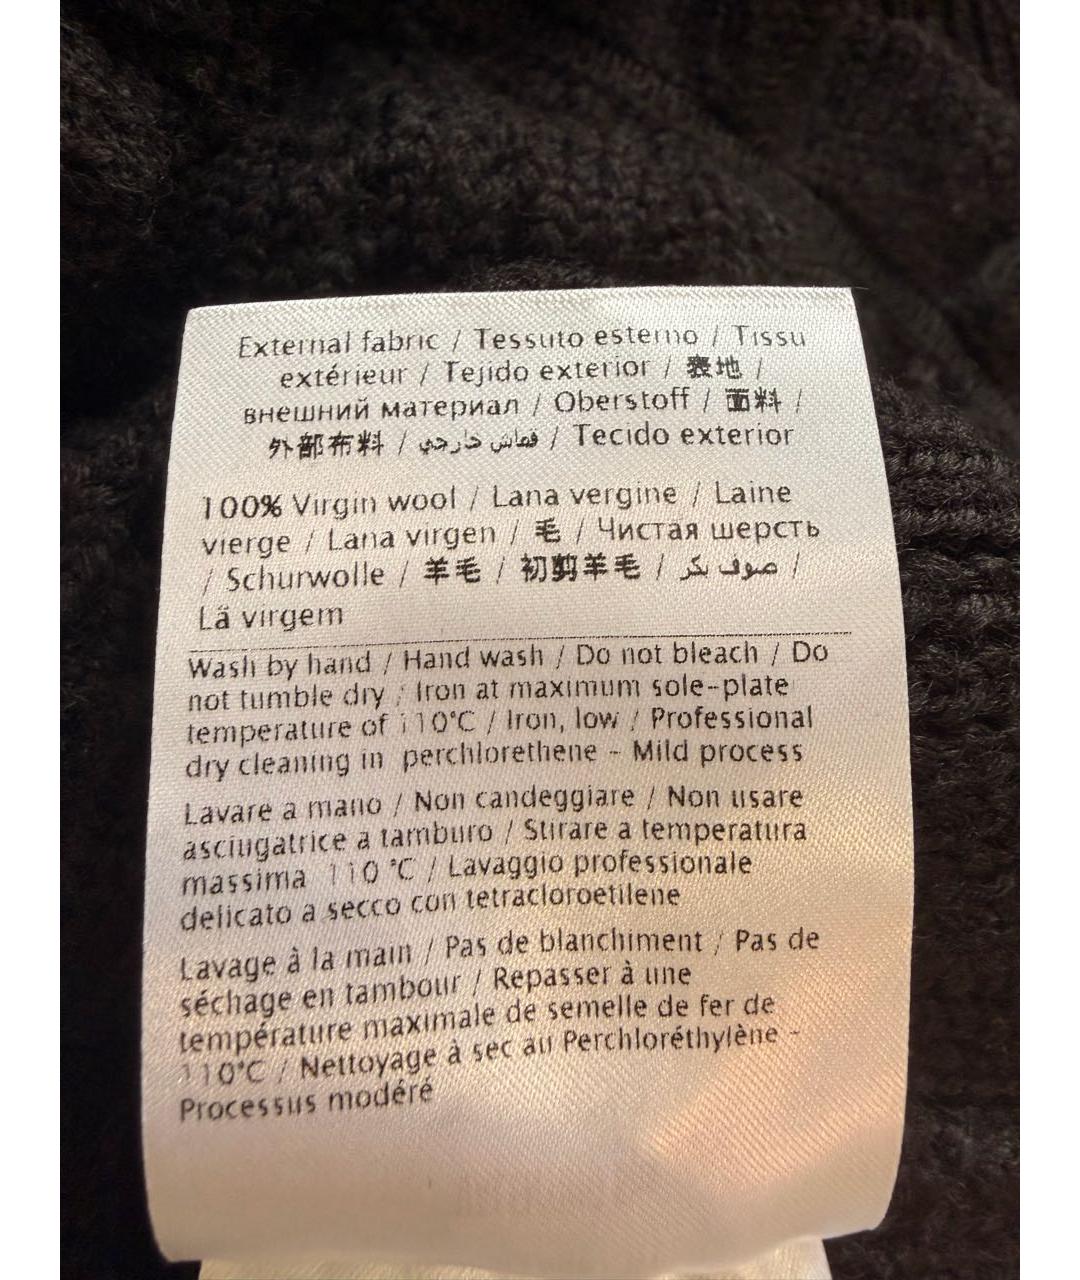 External fabric / Tessuto esterno / Tissu
extérieur / Tejido exterior / 表地 /
внешний материал / Oberstoff / 面料 /
外部布料 / قماش خارجي / Tecido exterior
100% Virgin wool / Lana vergine / Laine
vierge / Lana virgen / 毛 / Чистая шерсть
/ Schurwolle / 羊毛 / 初剪羊毛 / صوف بكر /
Lã virgem
Wash by hand / Hand wash / Do not bleach / Do
not tumble dry / Iron at maximum sole-plate
temperature of 110°C / Iron, low / Professional
dry cleaning in perchlorethene - Mild process
Lavare a mano / Non candeggiare / Non usare
asciugatrice a tamburo / Stirare a temperatura
massima 110 °C / Lavaggio professionale
delicato a secco con tetracloroetilene
Lavage à la main / Pas de blanchiment / Pas de
séchage en tambour / Repasser à une
température maximale de semelle de fer de
110°C / Nettoyage à sec au Perchloréthylène -
Processus modéré